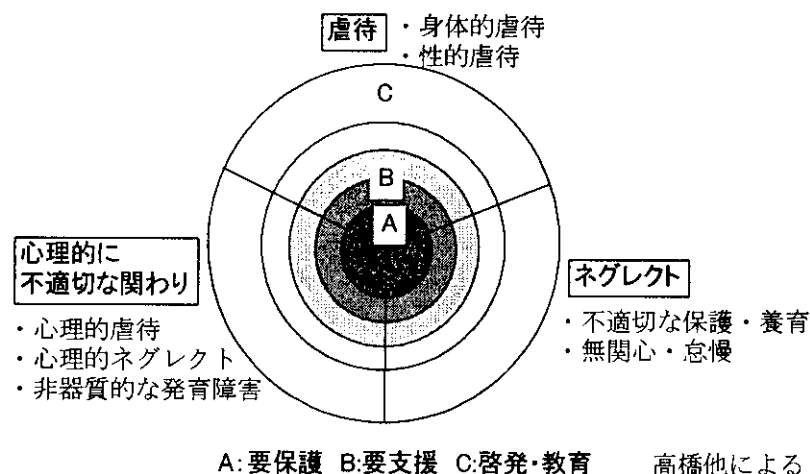 虐待
・身体的虐待
・性的虐待
C
B
A
心理的に
不適切な関わり
・心理的虐待
・心理的ネグレクト
・非器質的な発育障害
ネグレクト
・不適切な保護・養育
・無関心・怠慢
A:要保護 B:要支援 C:啓発・教育
高橋他による